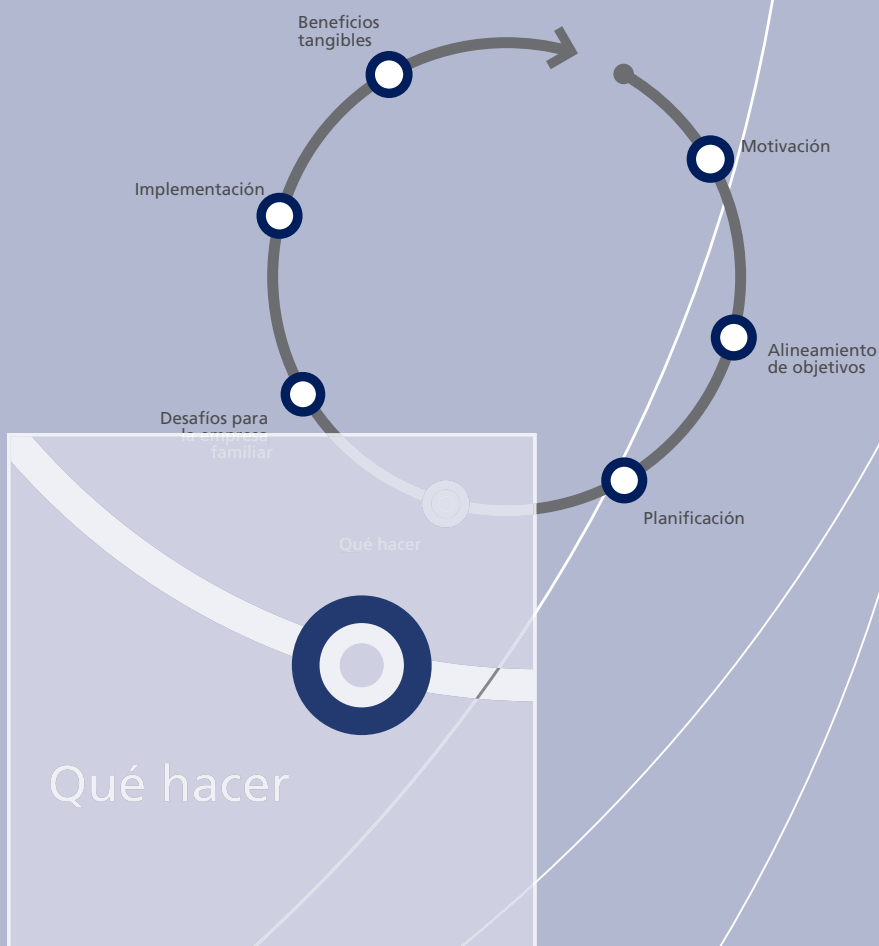 Beneficios
tangibles
Motivación
Implementación
Alineamiento
de objetivos
Desafíos para
la empresa
familiar
Planificación
Qué hacer
Qué hacer